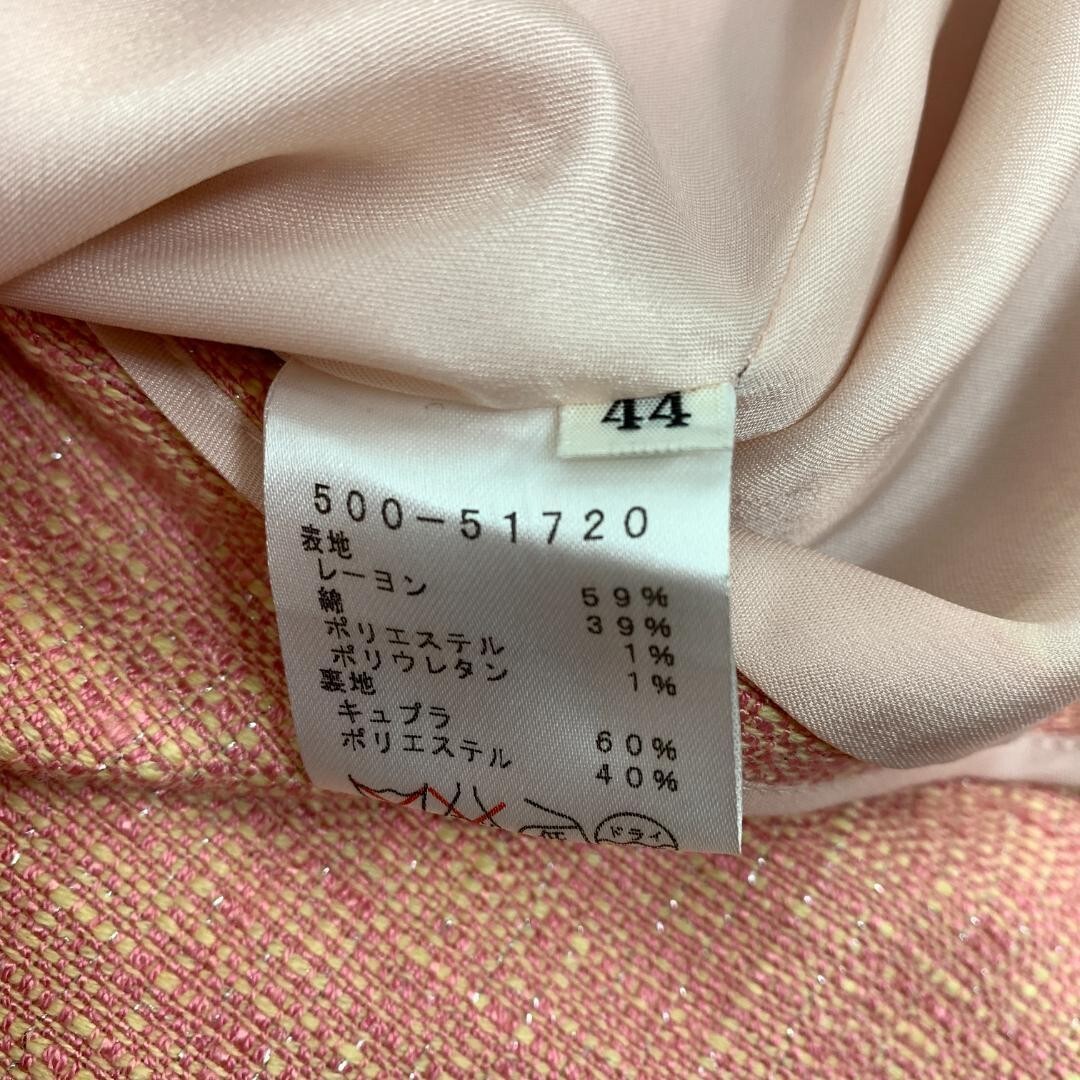 44
500-51720
表地
レーヨン 59%
綿 39%
ポリエステル 1%
ポリウレタン 1%
裏地
キュプラ 60%
ポリエステル 40%
ドライ